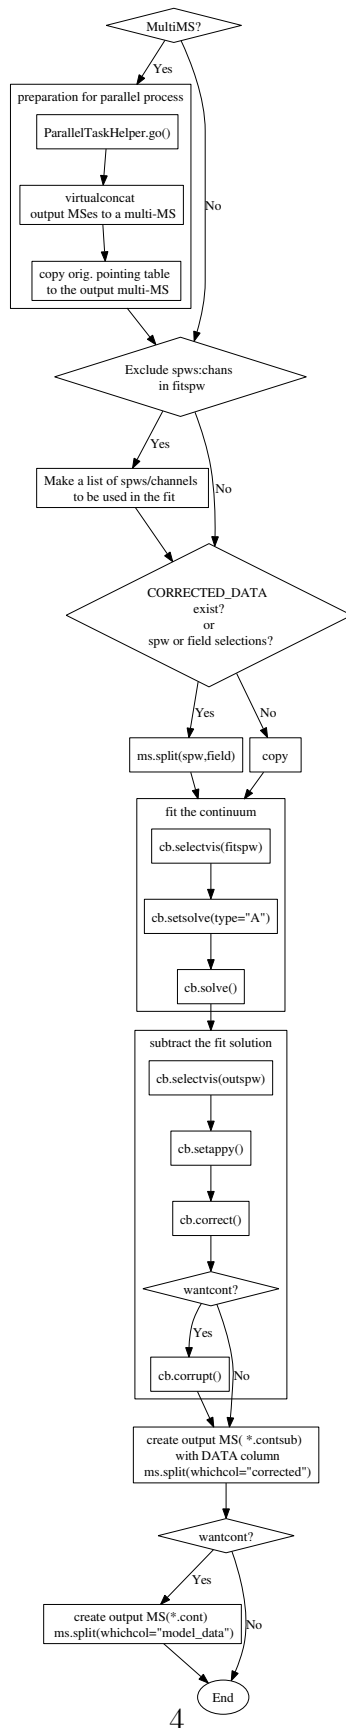 MultiMS?
Yes
No
preparation for parallel process
ParallelTaskHelper.go()
virtualconcat
output MSes to a multi-MS
copy orig. pointing table
to the output multi-MS
Exclude spws:chans
in fitspw
Yes
No
Make a list of spws/channels
to be used in the fit
CORRECTED_DATA
exist?
or
spw or field selections?
Yes
No
ms.split(spw,field)
copy
fit the continuum
cb.selectvis(fitspw)
cb.setsolve(type="A")
cb.solve()
subtract the fit solution
cb.selectvis(outspw)
cb.setappy()
cb.correct()
wantcont?
Yes
No
cb.corrupt()
create output MS( *.contsub)
with DATA column
ms.split(whichcol="corrected")
wantcont?
Yes
No
create output MS(*.cont)
ms.split(whichcol="model_data")
End
4